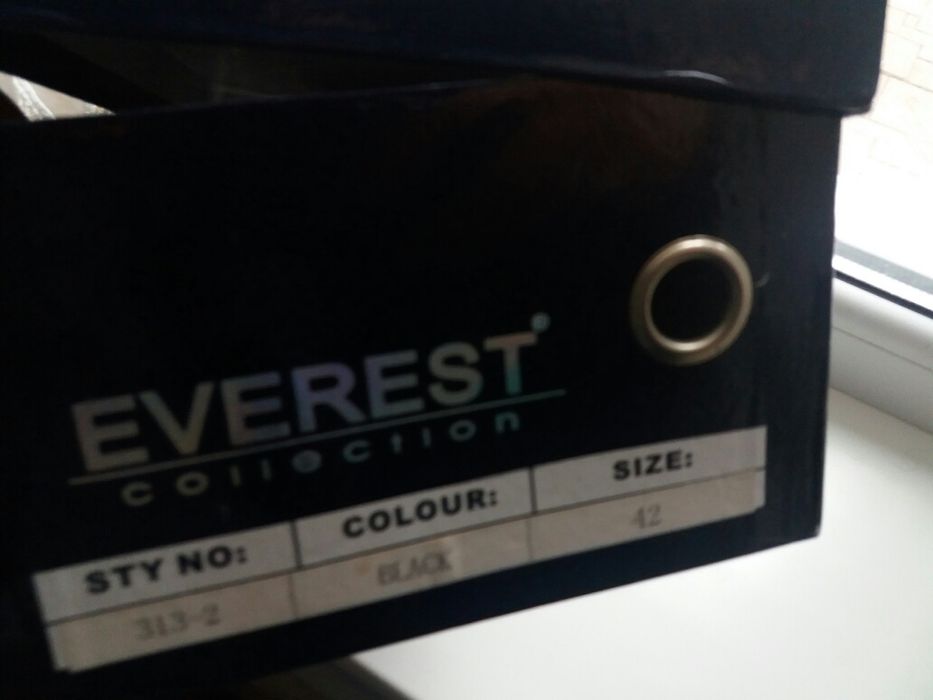 EVEREST®
collection
STY NO: COLOUR: SIZE:
313-2 BLACK 42